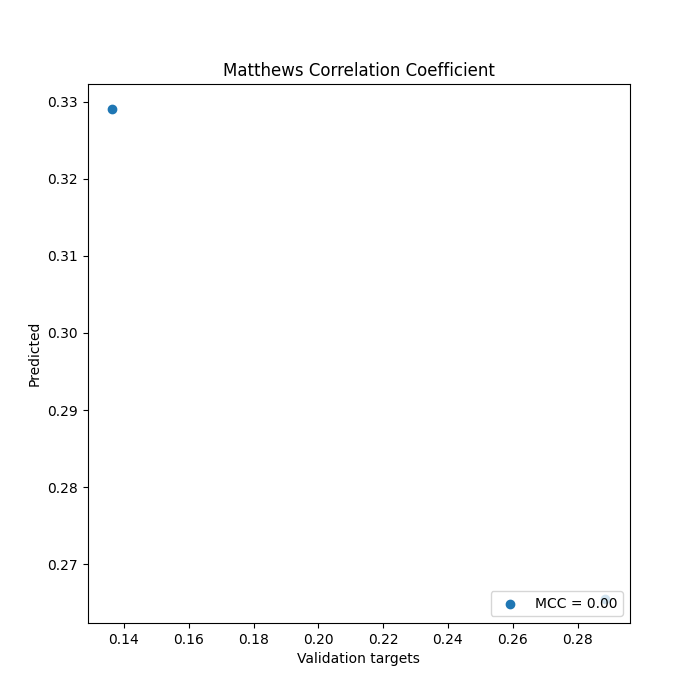 Matthews Correlation Coefficient
0.33
0.32
0.31
0.30
0.29
0.28
0.27
Predicted
MCC = 0.00
0.14 0.16 0.18 0.20 0.22 0.24 0.26 0.28
Validation targets